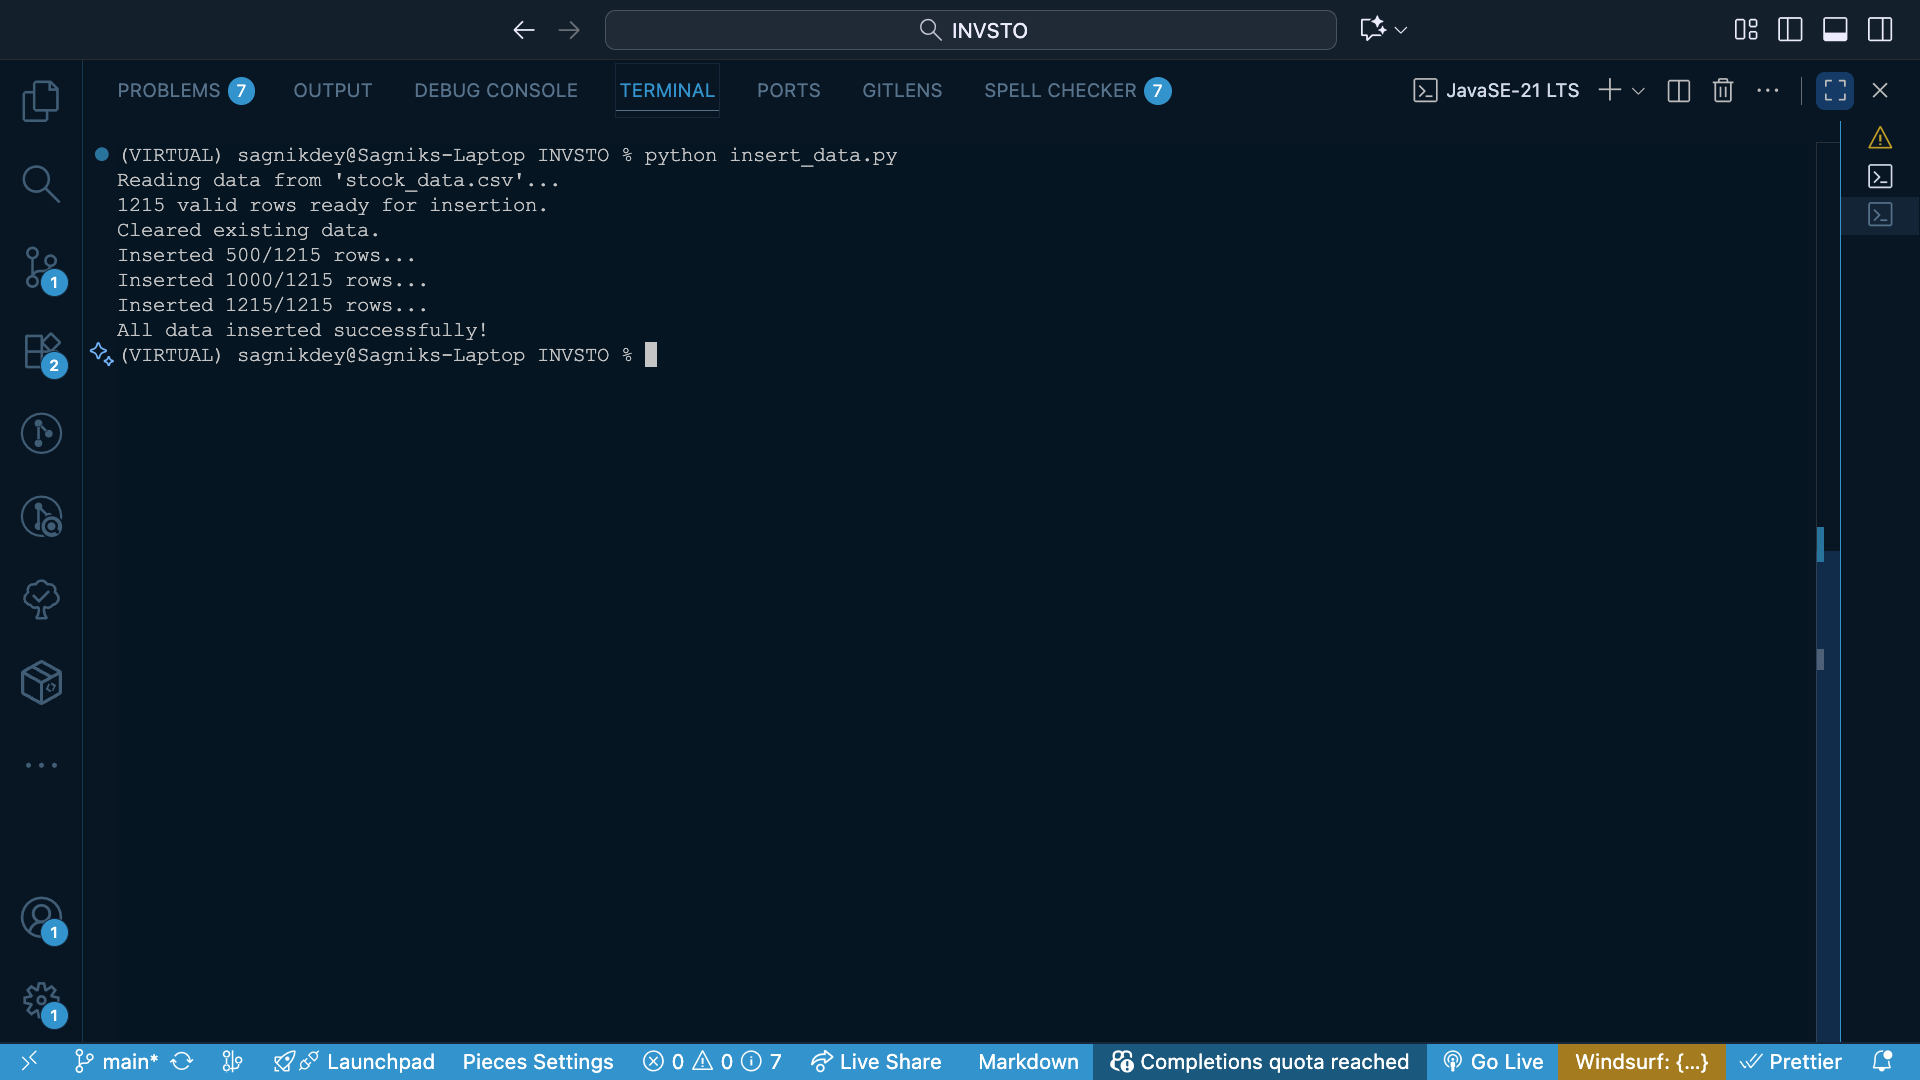 INVSTO
PROBLEMS 7 OUTPUT DEBUG CONSOLE TERMINAL PORTS GITLENS SPELL CHECKER 7 JavaSE-21 LTS
(VIRTUAL) sagnikdey@Sagniks-Laptop INVSTO % python insert_data.py
Reading data from 'stock_data.csv'...
1215 valid rows ready for insertion.
Cleared existing data.
Inserted 500/1215 rows...
Inserted 1000/1215 rows...
Inserted 1215/1215 rows...
All data inserted successfully!
(VIRTUAL) sagnikdey@Sagniks-Laptop INVSTO %
1
2
1
1
main* Launchpad Pieces Settings 0 0 7 Live Share Markdown Completions quota reached Go Live Windsurf: {...} Prettier